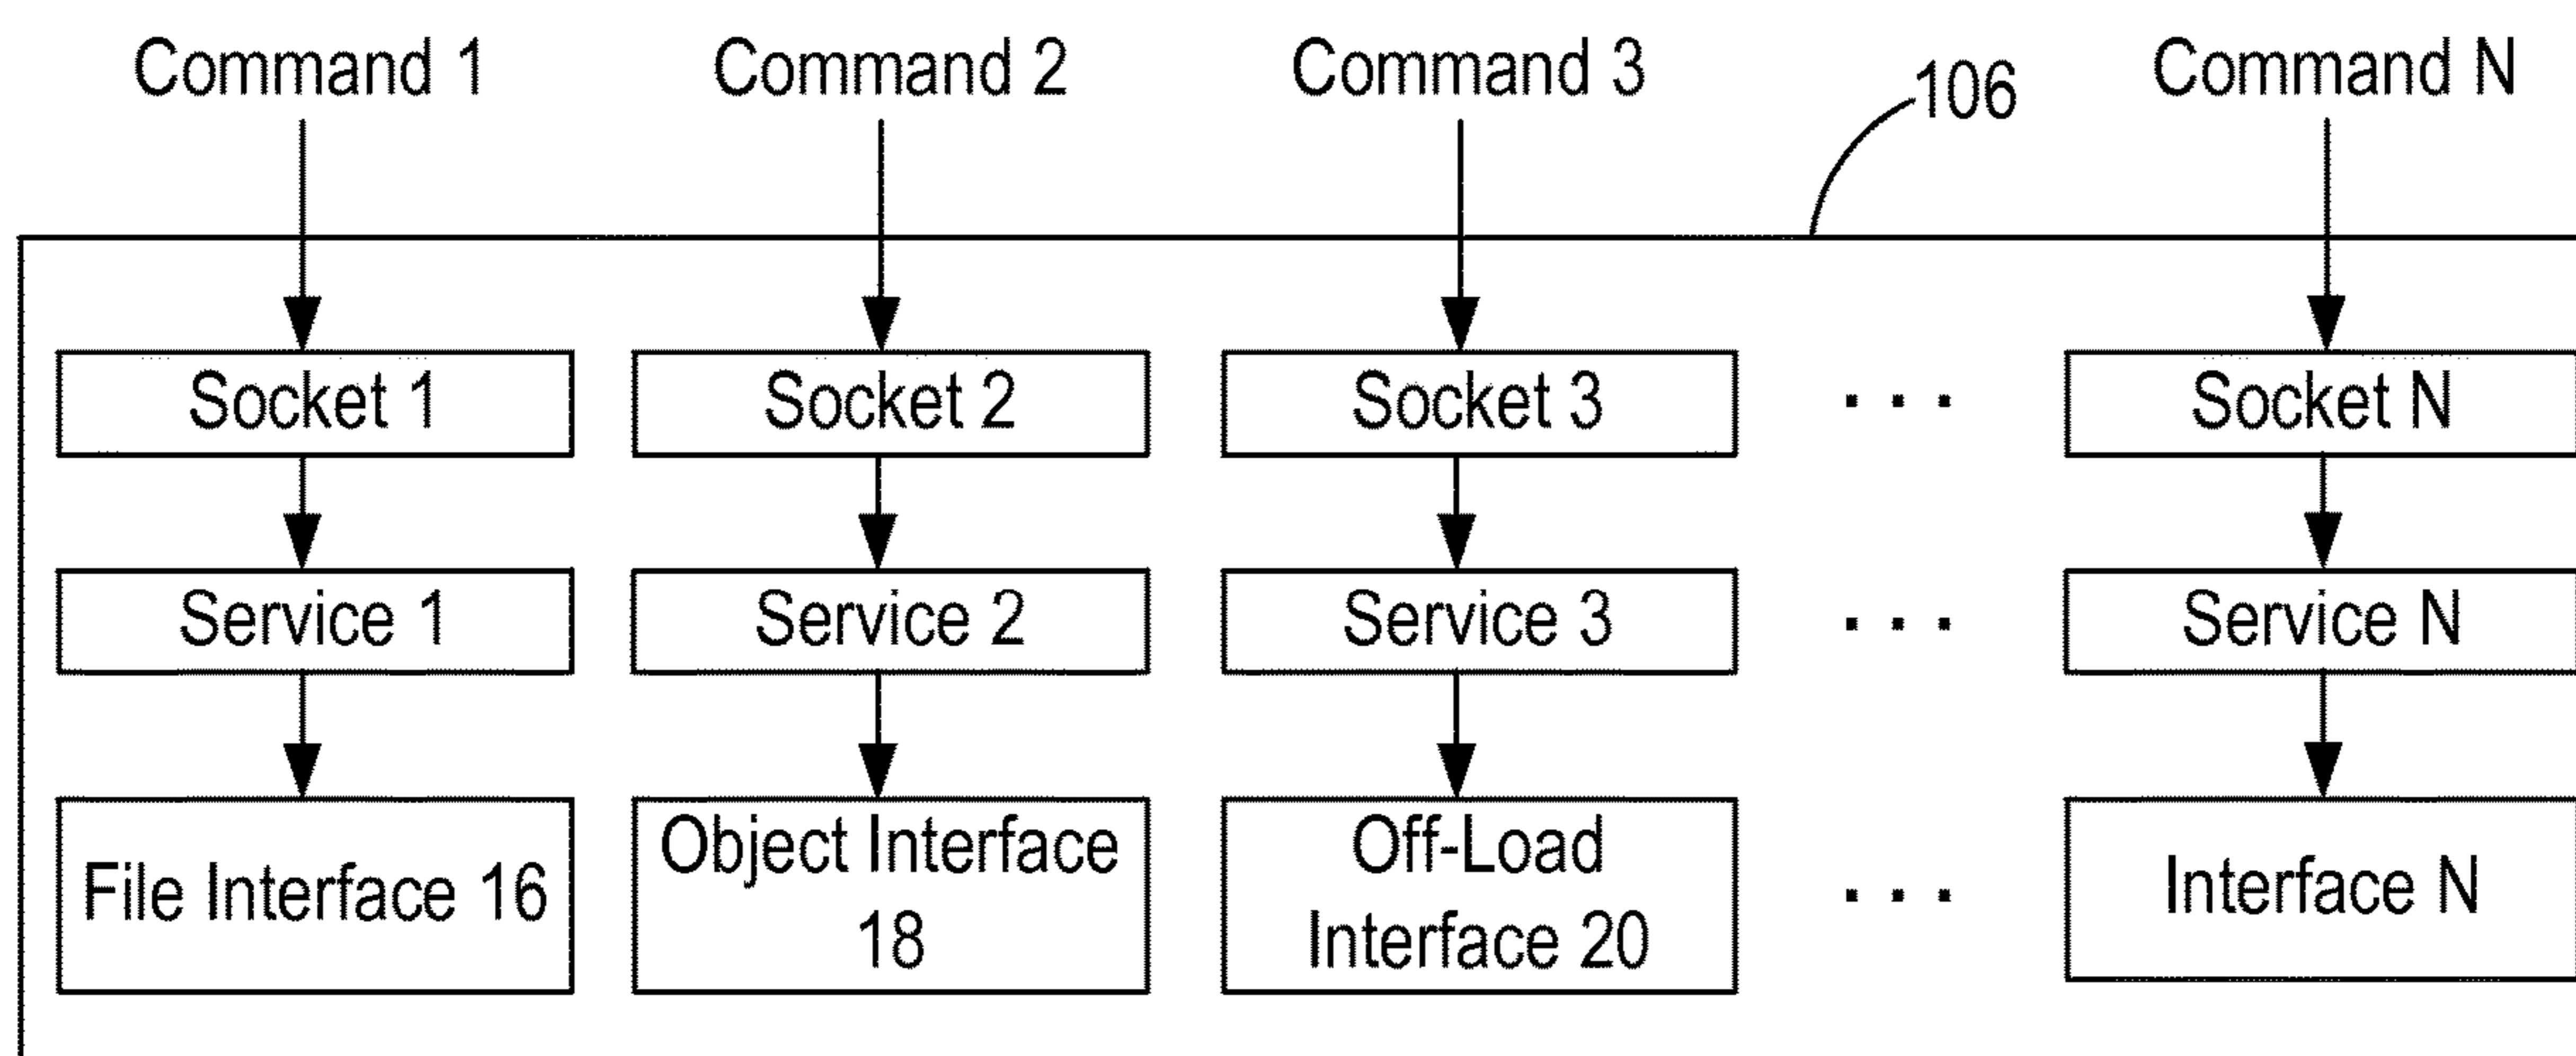 Command 1 Command 2 Command 3 106 Command N
Socket 1 Socket 2 Socket 3 . . . Socket N
Service 1 Service 2 Service 3 . . . Service N
File Interface 16 Object Interface 18 Off-Load Interface 20 . . . Interface N